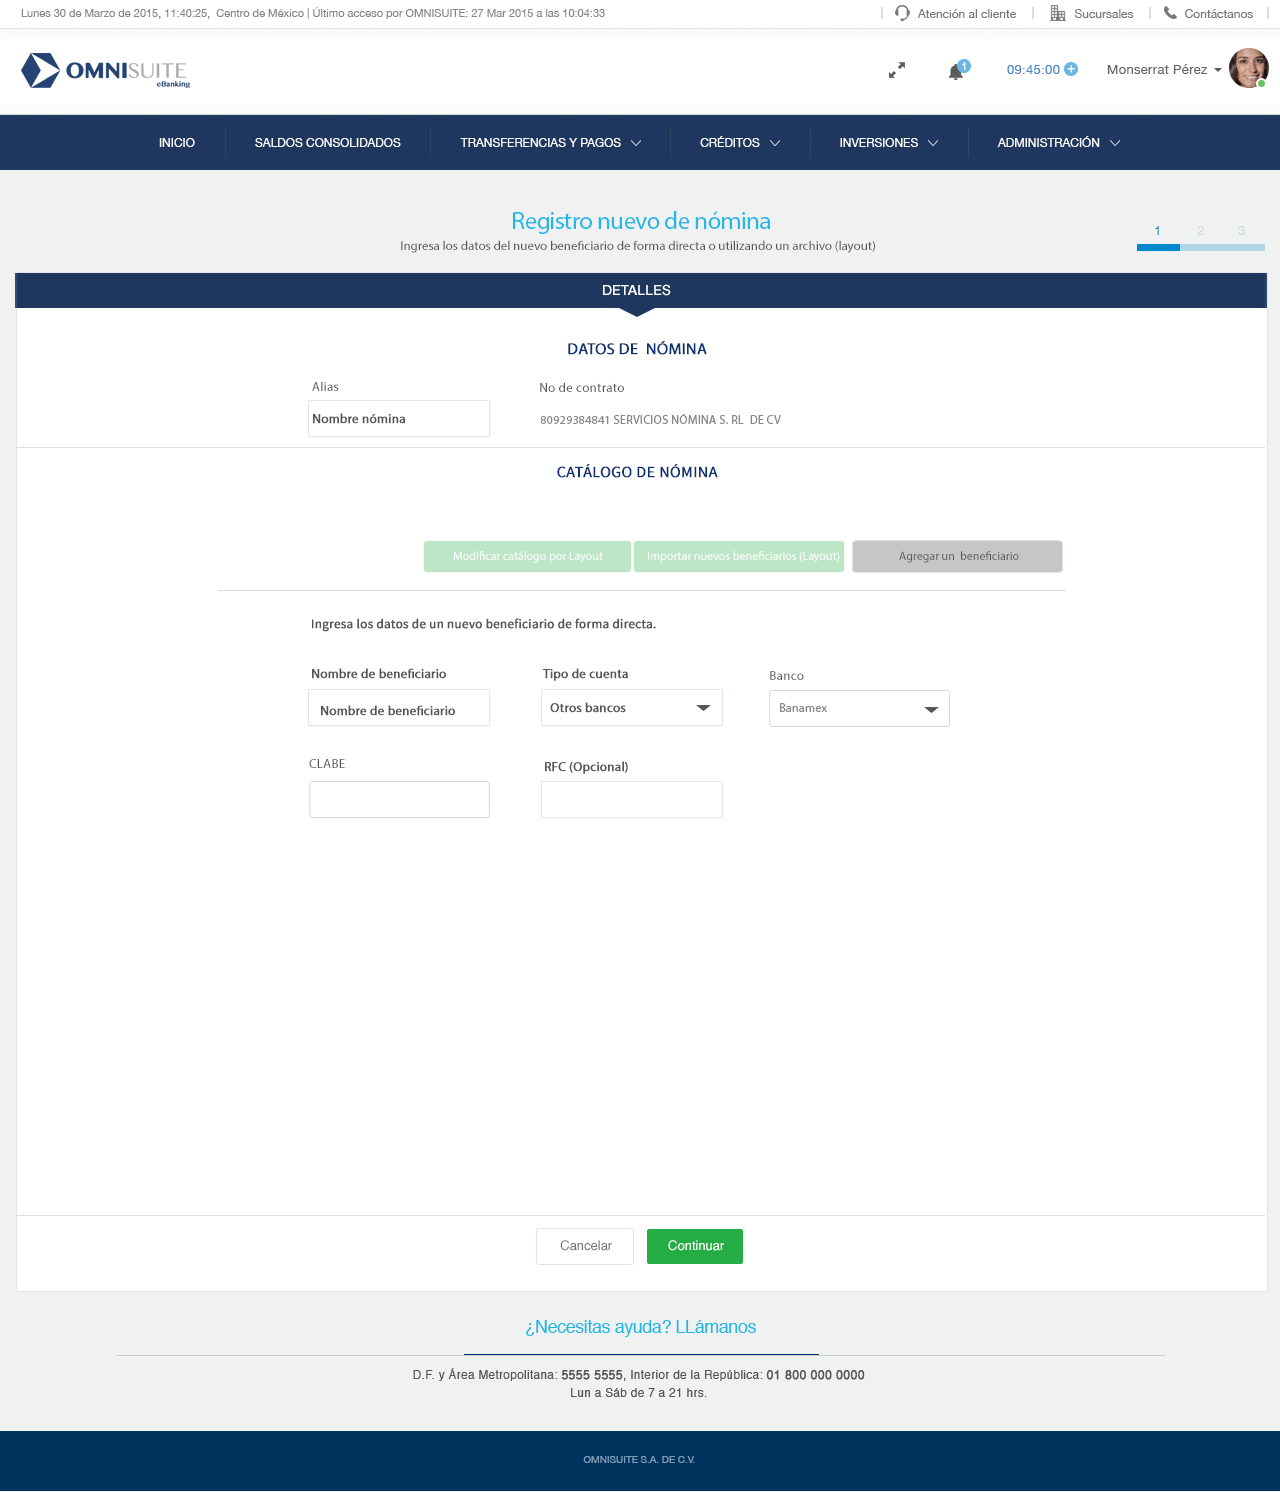 Lunes 30 de Marzo de 2015, 11:40:25,  Centro de México | Último acceso por OMNISUITE: 27 Mar 2015 a las 10:04:33
| Atención al cliente | Sucursales | Contáctanos |
OMNISUITE
eBanking
1
09:45:00
Monserrat Pérez
INICIO
SALDOS CONSOLIDADOS
TRANSFERENCIAS Y PAGOS
CRÉDITOS
INVERSIONES
ADMINISTRACIÓN
Registro nuevo de nómina
Ingresa los datos del nuevo beneficiario de forma directa o utilizando un archivo (layout)
1 2 3
DETALLES
DATOS DE  NÓMINA
Alias
No de contrato
Nombre nómina
80929384841 SERVICIOS NÓMINA S. RL  DE CV
CATÁLOGO DE NÓMINA
Modificar catálogo por Layout
Importar nuevos beneficiarios (Layout)
Agregar un  beneficiario
Ingresa los datos de un nuevo beneficiario de forma directa.
Nombre de beneficiario
Tipo de cuenta
Banco
Nombre de beneficiario
Otros bancos
Banamex
CLABE
RFC (Opcional)
Cancelar
Continuar
¿Necesitas ayuda? LLámanos
D.F. y Área Metropolitana: 5555 5555, Interior de la República: 01 800 000 0000
Lun a Sáb de 7 a 21 hrs.
OMNISUITE S.A. DE C.V.